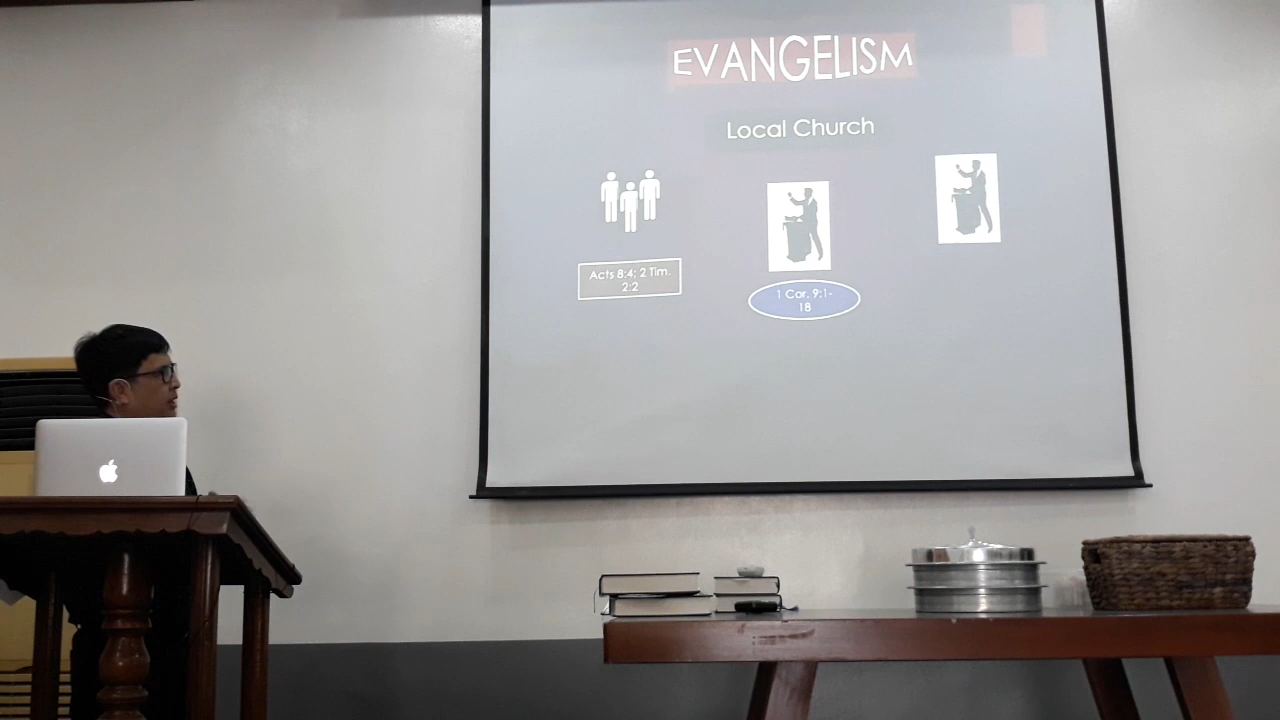 EVANGELISM
Local Church
Acts 8:4; 2 Tim.
2:2
1 Cor. 9:1-
18